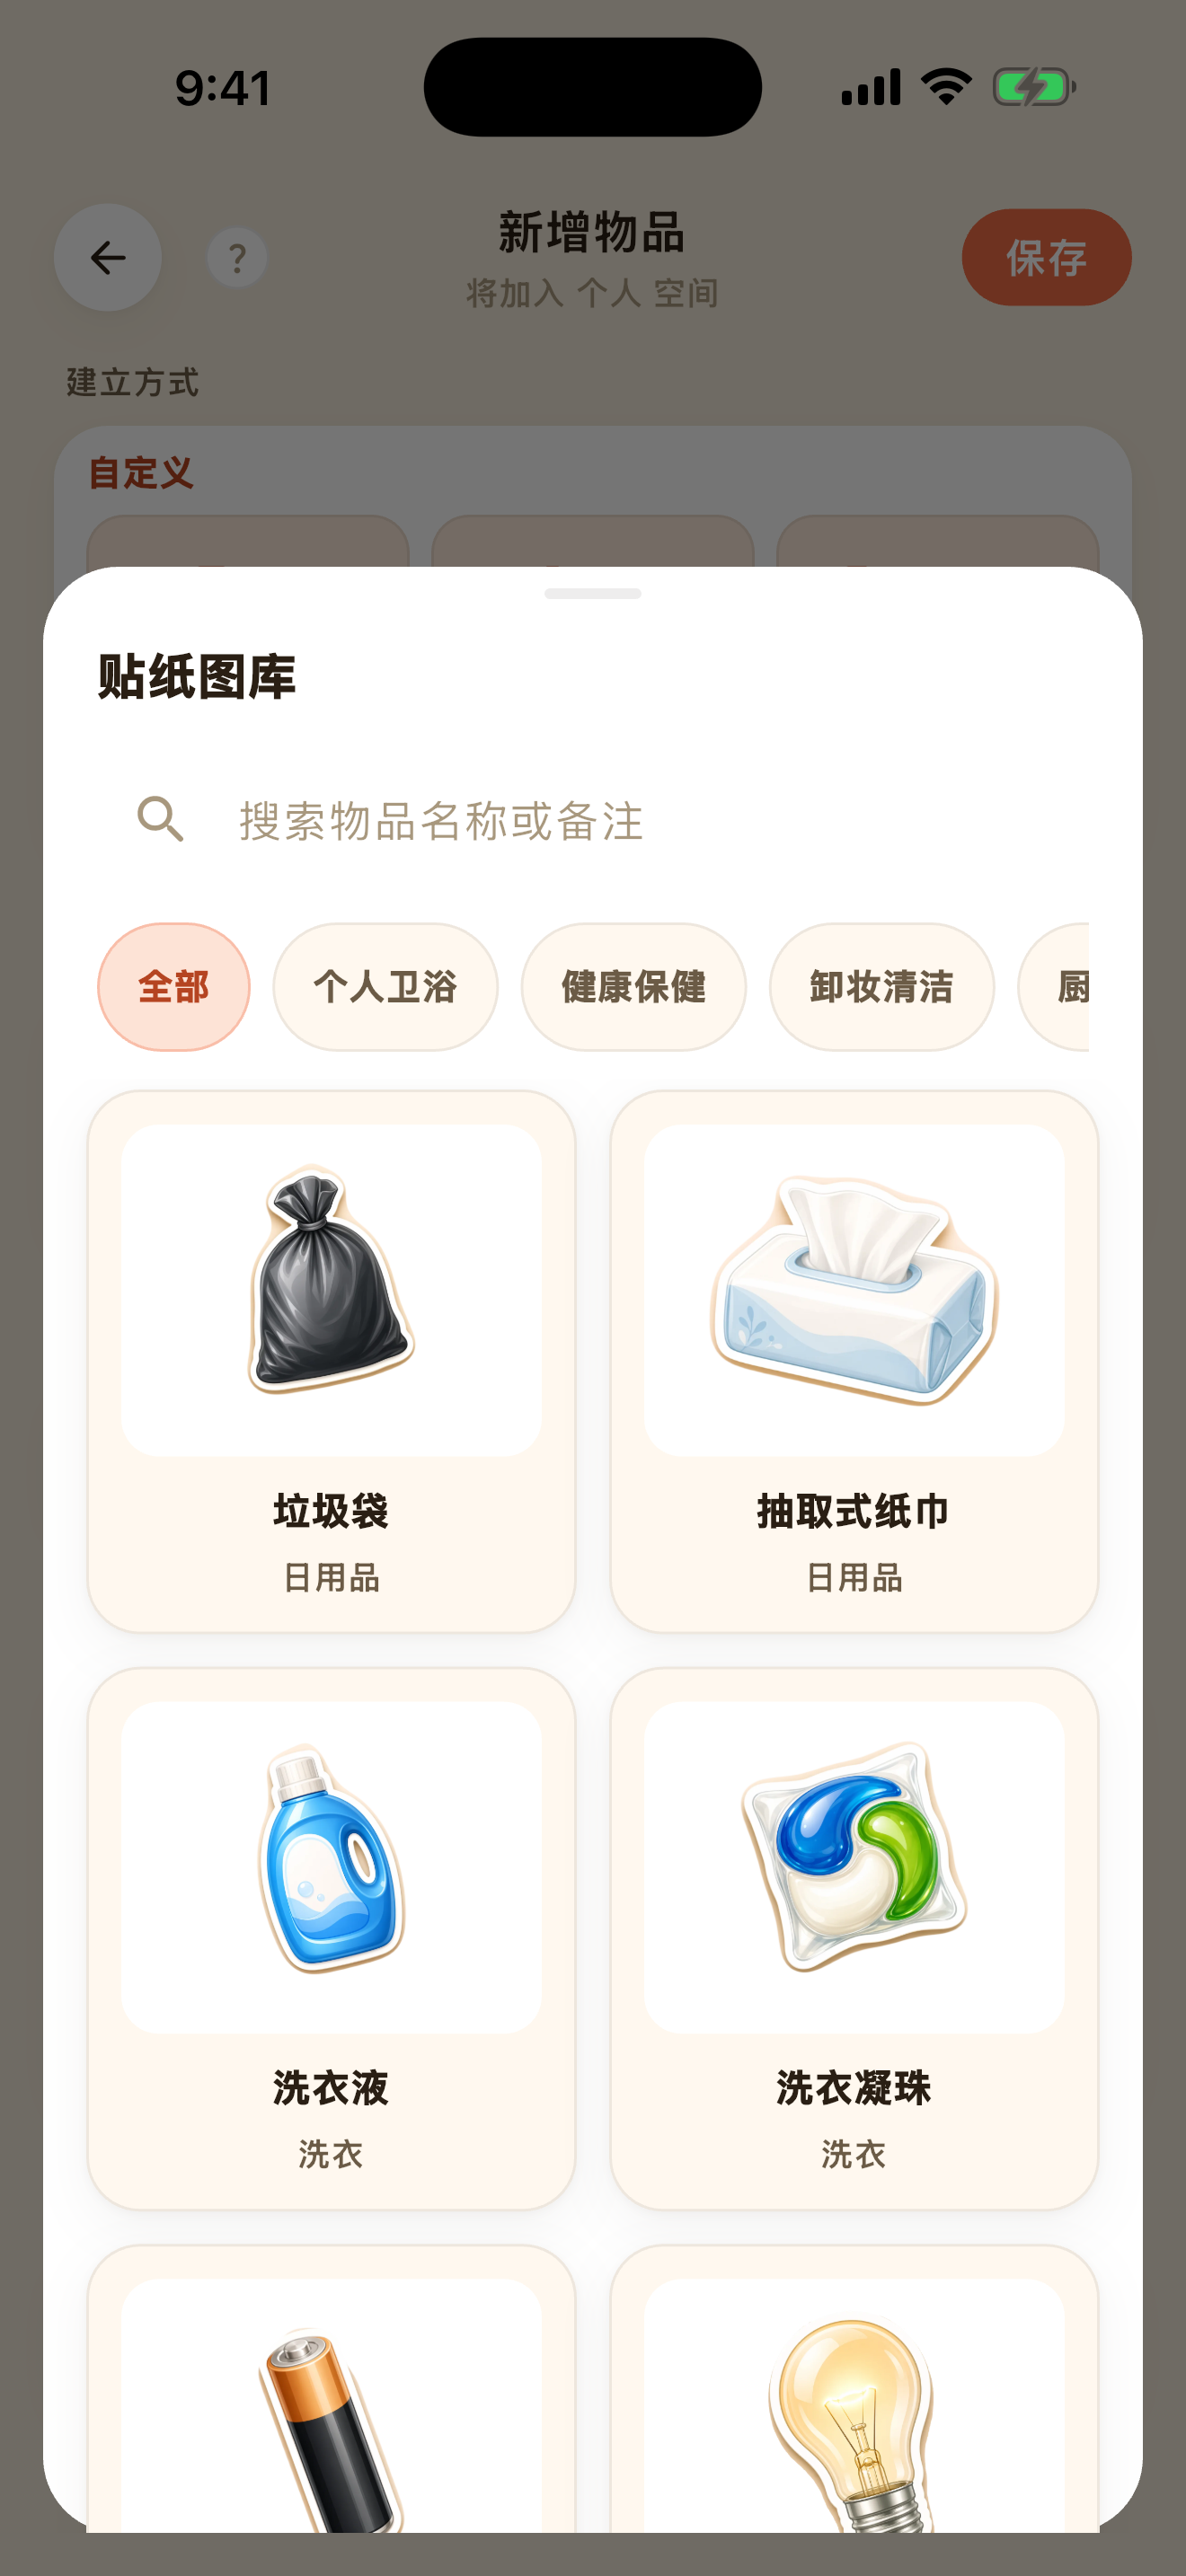 9:41
?
新增物品
将加入 个人 空间
保存
建立方式
自定义
贴纸图库
搜索物品名称或备注
全部
个人卫浴
健康保健
卸妆清洁
厨
垃圾袋
日用品
抽取式纸巾
日用品
洗衣液
洗衣
洗衣凝珠
洗衣